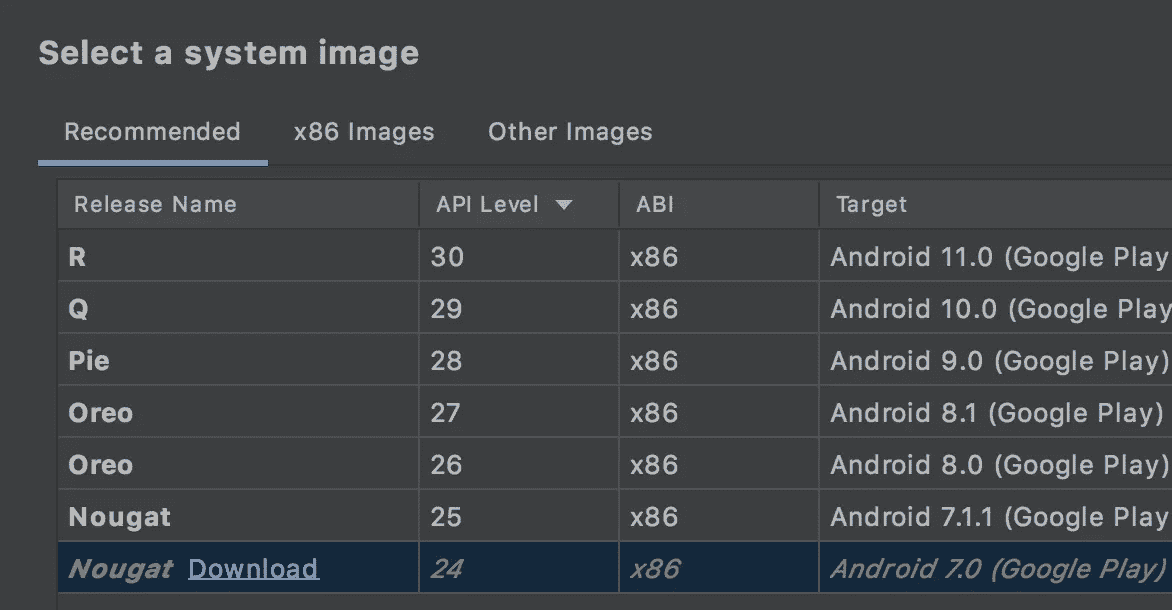 Select a system image
Recommended x86 Images Other Images
Release Name API Level ABI Target
R 30 x86 Android 11.0 (Google Play
Q 29 x86 Android 10.0 (Google Play
Pie 28 x86 Android 9.0 (Google Play)
Oreo 27 x86 Android 8.1 (Google Play)
Oreo 26 x86 Android 8.0 (Google Play)
Nougat 25 x86 Android 7.1.1 (Google Play
Nougat Download 24 x86 Android 7.0 (Google Play)